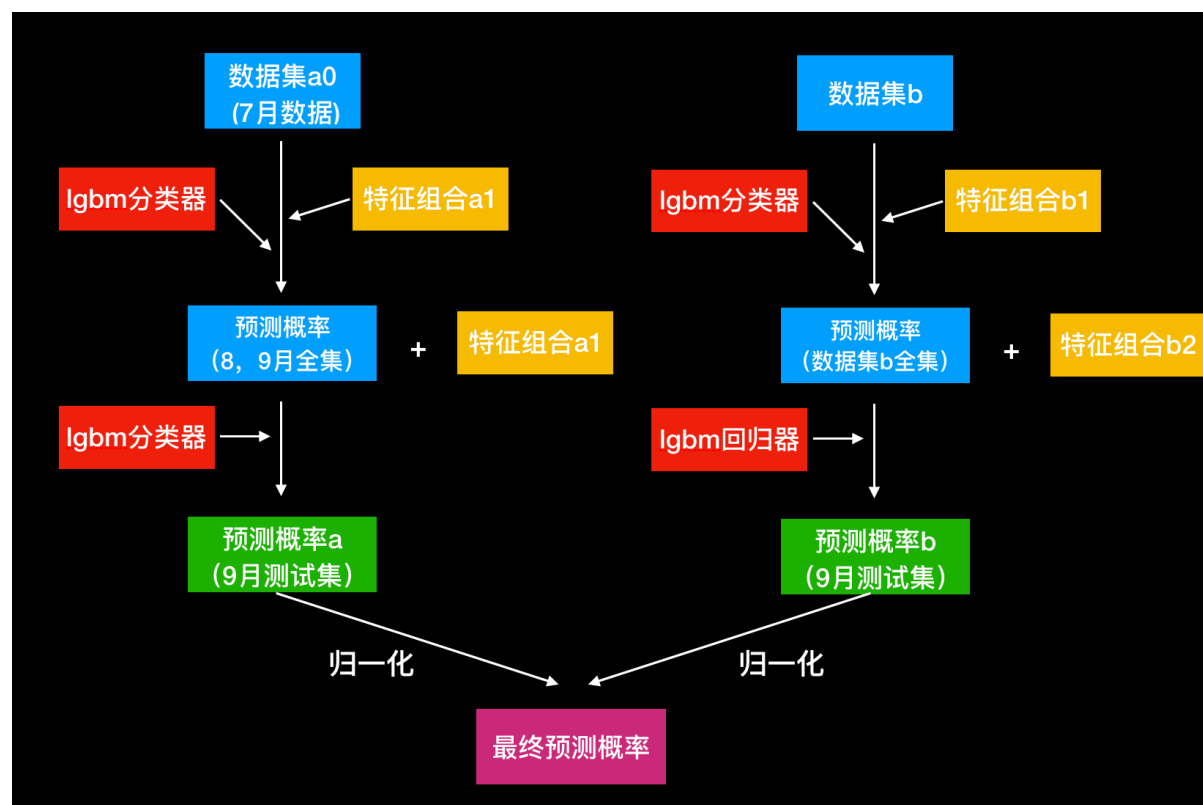 数据集a0
(7月数据)
数据集b
lgbm分类器
特征组合a1
lgbm分类器
特征组合b1
预测概率
（8，9月全集）
+
特征组合a1
预测概率
（数据集b全集）
+
特征组合b2
lgbm分类器
lgbm回归器
预测概率a
（9月测试集）
预测概率b
（9月测试集）
归一化
归一化
最终预测概率